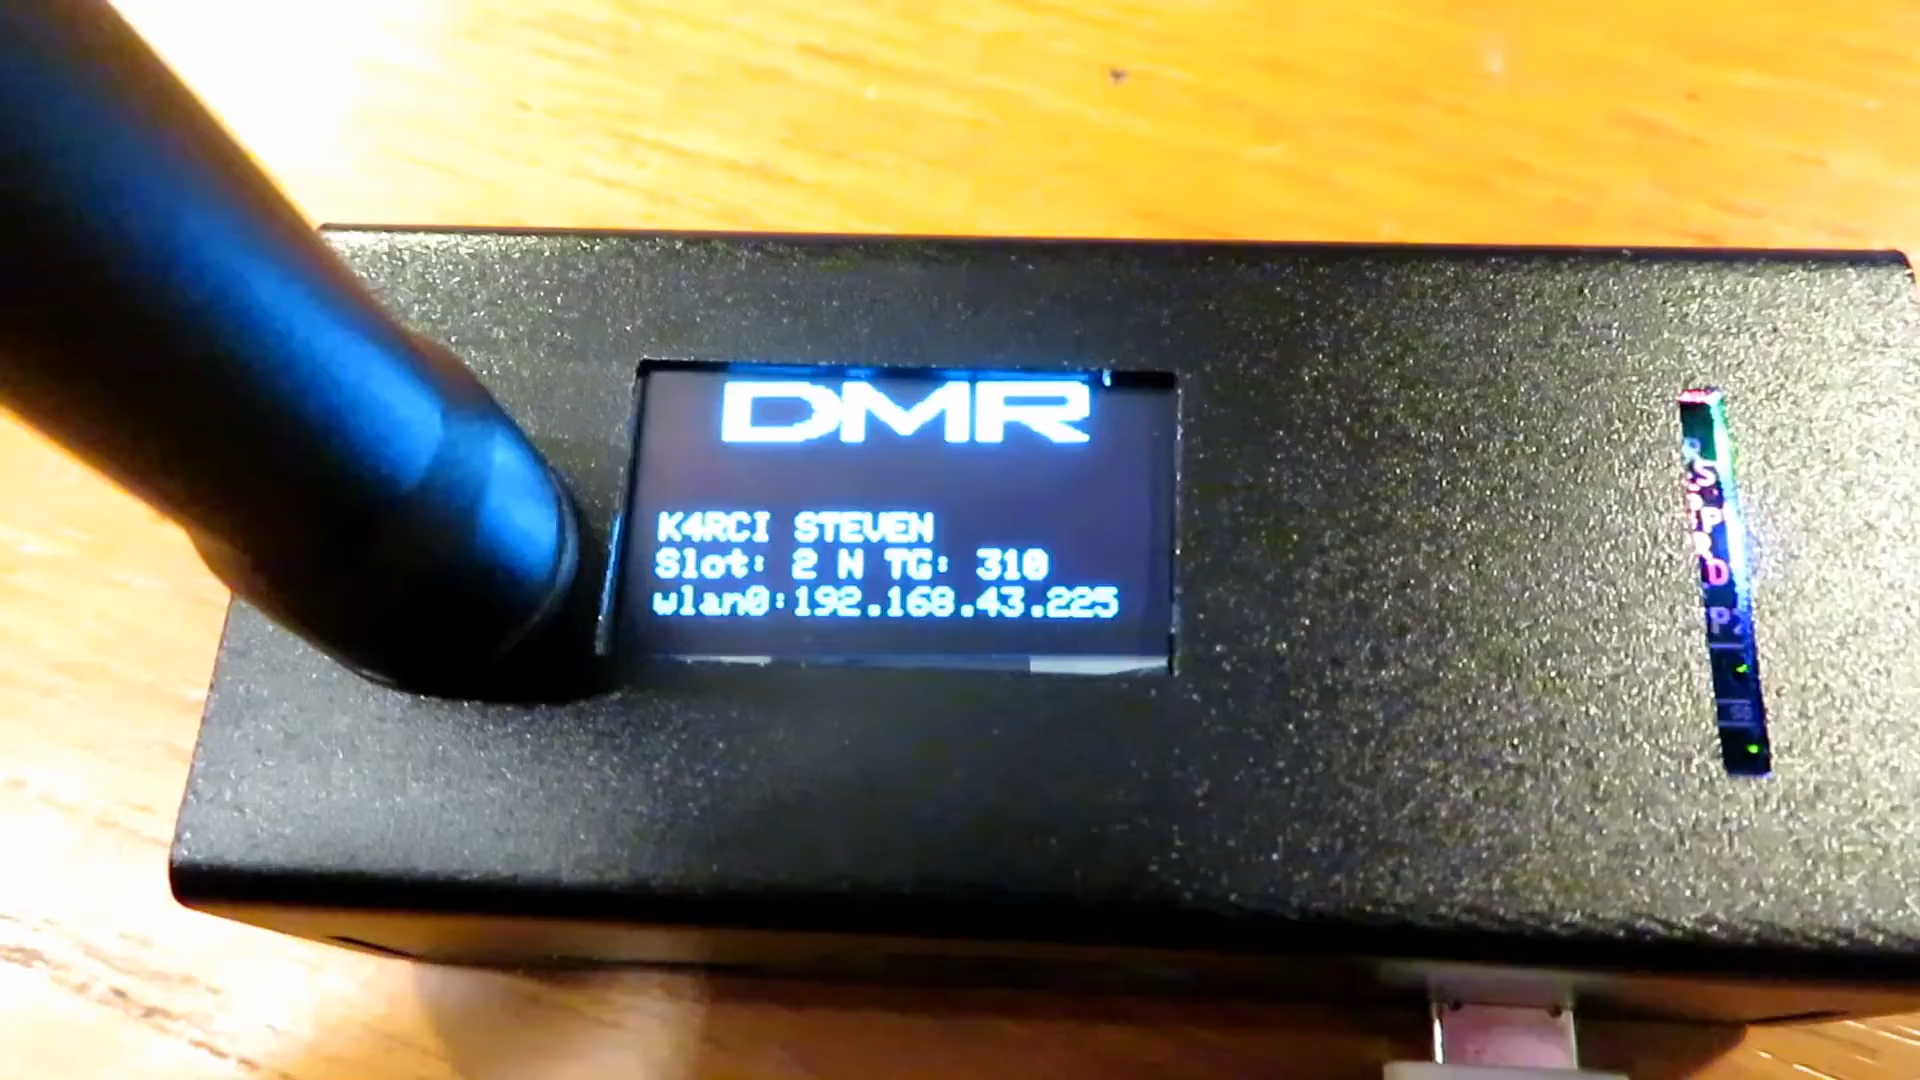 DMR
K4RCI STEVEN
Slot: 2 N TG: 310
wlan0:192.168.43.225